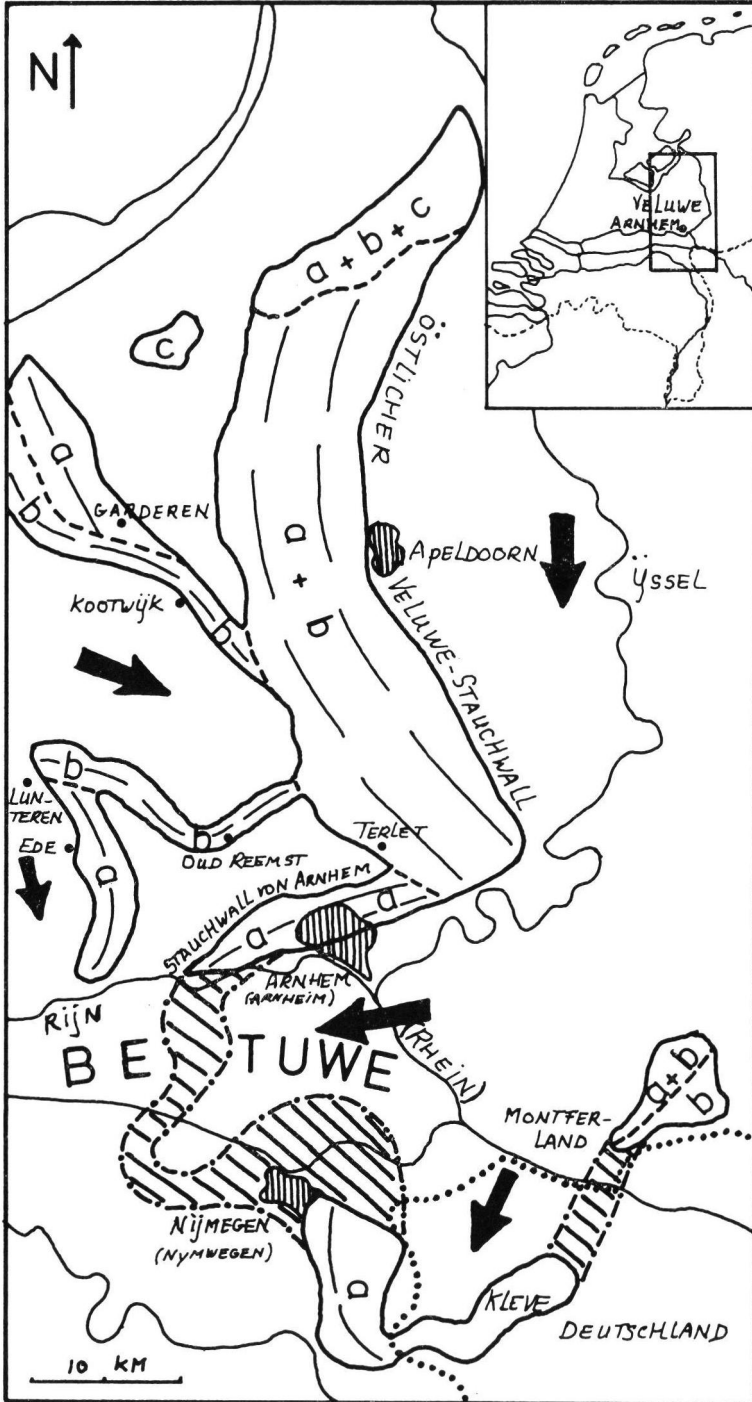 N
VELUWE
ARNHEM
a + b + c
c
ÖSTLICHER
a
b
GARDEREN
APELDOORN
ÿSSEL
a + b
KOOTWIJK
b
VELUWE-STAUCHWALL
b
LUN-
TEREN
EDE
b
OUD REEMST
TERLET
a
STAUCHWALL VON ARNHEM
a
a
ARNHEM
(ARNHEIM)
RIJN
(RHEIN)
BETUWE
a + b
b
MONTFER-
LAND
NIJMEGEN
(NYMWEGEN)
a
KLEVE
DEUTSCHLAND
10 KM